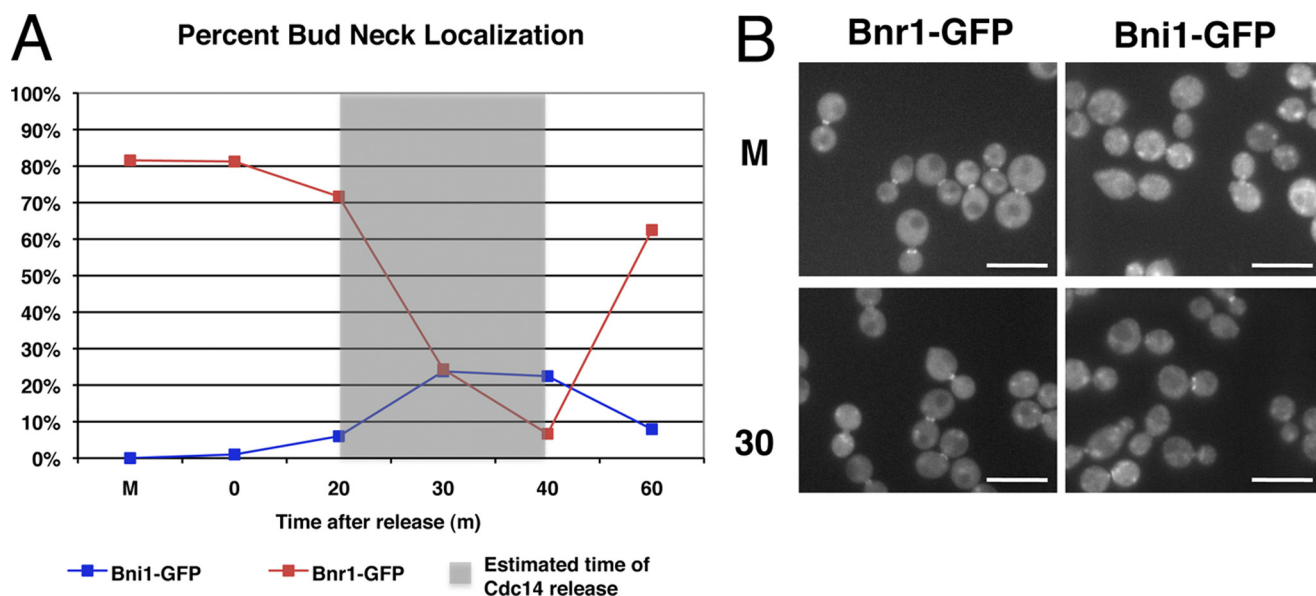 A
Percent Bud Neck Localization
100%
90%
80%
70%
60%
50%
40%
30%
20%
10%
0%
M 0 20 30 40 60
Time after release (m)
Bni1-GFP Bnr1-GFP Estimated time of
Cdc14 release
B
Bnr1-GFP Bni1-GFP
M
30